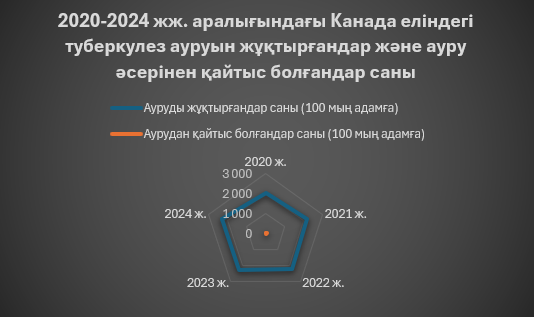 2020-2024 жж. аралығындағы Канада еліндегі
туберкулез ауруын жұқтырғандар және ауру
әсерінен қайтыс болғандар саны
Ауруды жұқтырғандар саны (100 мың адамға)
Аурудан қайтыс болғандар саны (100 мың адамға)
2020 ж.
3 000
2 000
1 000
0
2021 ж.
2022 ж.
2023 ж.
2024 ж.